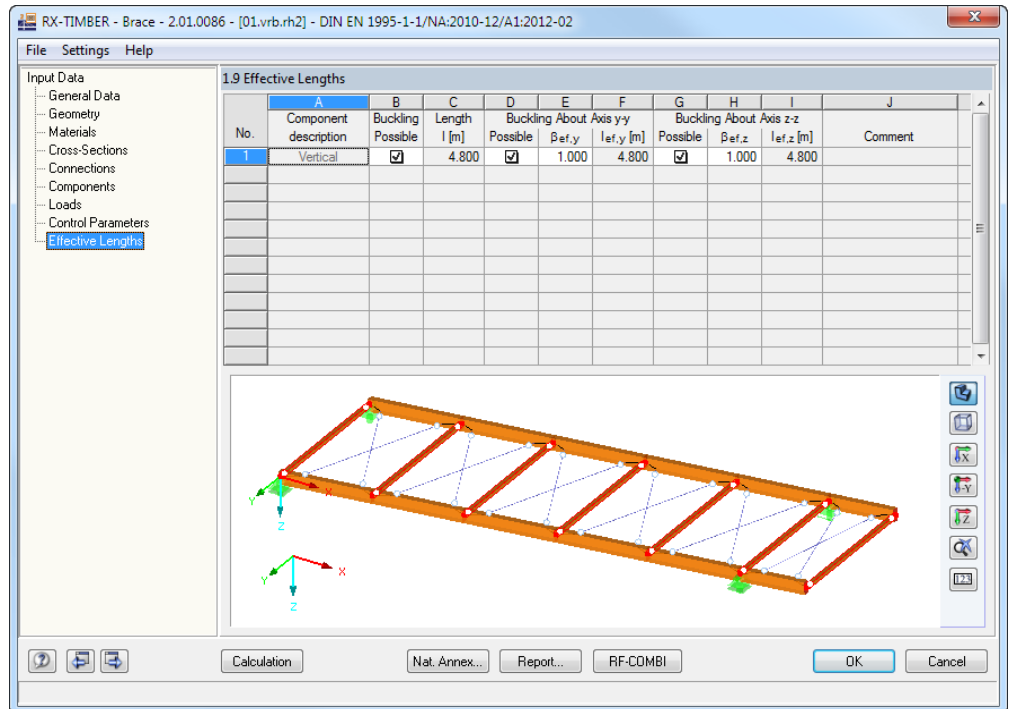 RX-TIMBER - Brace - 2.01.0086 - [01.vrb.rh2] - DIN EN 1995-1-1/NA:2010-12/A1:2012-02
File Settings Help
Input Data
General Data
Geometry
Materials
Cross-Sections
Connections
Components
Loads
Control Parameters
Effective Lengths
1.9 Effective Lengths
A B C D E F G H I J
Component Buckling Length Buckling About Axis y-y Buckling About Axis z-z
No. description Possible l [m] Possible βef,y lef,y [m] Possible βef,z lef,z [m] Comment
1 Vertical 4.800 1.000 4.800 1.000 4.800
Y X
Z
Y X
Z
X
-Y
Z
1.2.3
Calculation Nat. Annex... Report... RF-COMBI OK Cancel